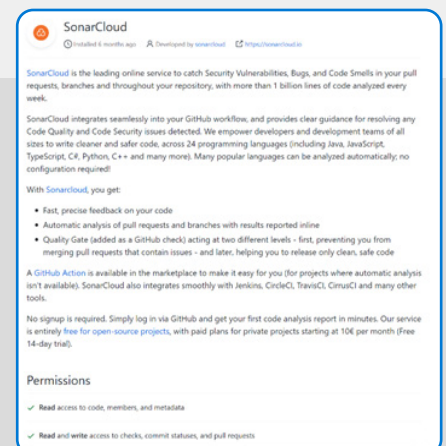 SonarCloud
Installed 6 months ago Developed by sonarcloud https://sonarcloud.io
SonarCloud is the leading online service to catch Security Vulnerabilities, Bugs, and Code Smells in your pull
requests, branches and throughout your repository, with more than 1 billion lines of code analyzed every
week.
SonarCloud integrates seamlessly into your GitHub workflow, and provides clear guidance for resolving any
Code Quality and Code Security issues detected. We empower developers and development teams of all
sizes to write cleaner and safer code, across 24 programming languages (including Java, JavaScript,
TypeScript, C#, Python, C++ and many more). Many popular languages can be analyzed automatically; no
configuration required!
With Sonarcloud, you get:
• Fast, precise feedback on your code
• Automatic analysis of pull requests and branches with results reported inline
• Quality Gate (added as a GitHub check) acting at two different levels - first, preventing you from
merging pull requests that contain issues - and later, helping you to release only clean, safe code
A GitHub Action is available in the marketplace to make it easy for you (for projects where automatic analysis
isn't available). SonarCloud also integrates smoothly with Jenkins, CircleCI, TravisCI, CirrusCI and many other
tools.
No signup is required. Simply log in via GitHub and get your first code analysis report in minutes. Our service
is entirely free for open-source projects, with paid plans for private projects starting at 10€ per month (Free
14-day trial).
Permissions
✓ Read access to code, members, and metadata
✓ Read and write access to checks, commit statuses, and pull requests